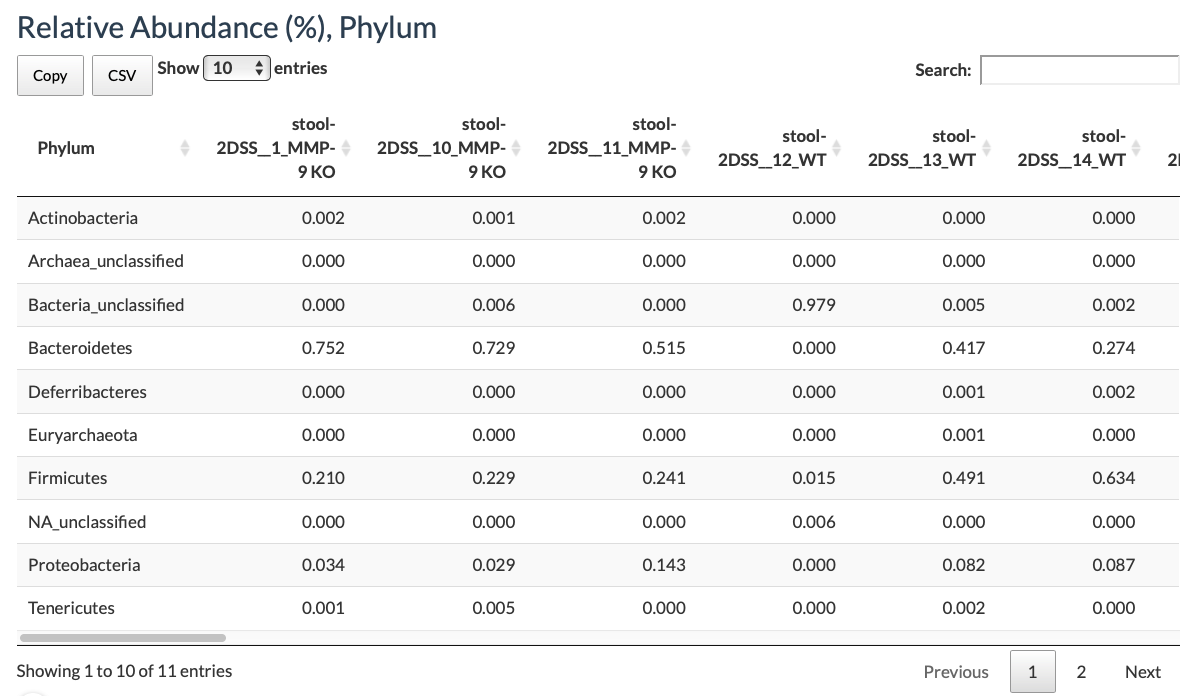 Relative Abundance (%), Phylum
Copy CSV Show 10 entries Search:
Phylum stool-2DSS__1_MMP-9 KO stool-2DSS__10_MMP-9 KO stool-2DSS__11_MMP-9 KO stool-2DSS__12_WT stool-2DSS__13_WT stool-2DSS__14_WT
Actinobacteria 0.002 0.001 0.002 0.000 0.000 0.000
Archaea_unclassified 0.000 0.000 0.000 0.000 0.000 0.000
Bacteria_unclassified 0.000 0.006 0.000 0.979 0.005 0.002
Bacteroidetes 0.752 0.729 0.515 0.000 0.417 0.274
Deferribacteres 0.000 0.000 0.000 0.000 0.001 0.002
Euryarchaeota 0.000 0.000 0.000 0.000 0.001 0.000
Firmicutes 0.210 0.229 0.241 0.015 0.491 0.634
NA_unclassified 0.000 0.000 0.000 0.006 0.000 0.000
Proteobacteria 0.034 0.029 0.143 0.000 0.082 0.087
Tenericutes 0.001 0.005 0.000 0.000 0.002 0.000
Showing 1 to 10 of 11 entries Previous 1 2 Next